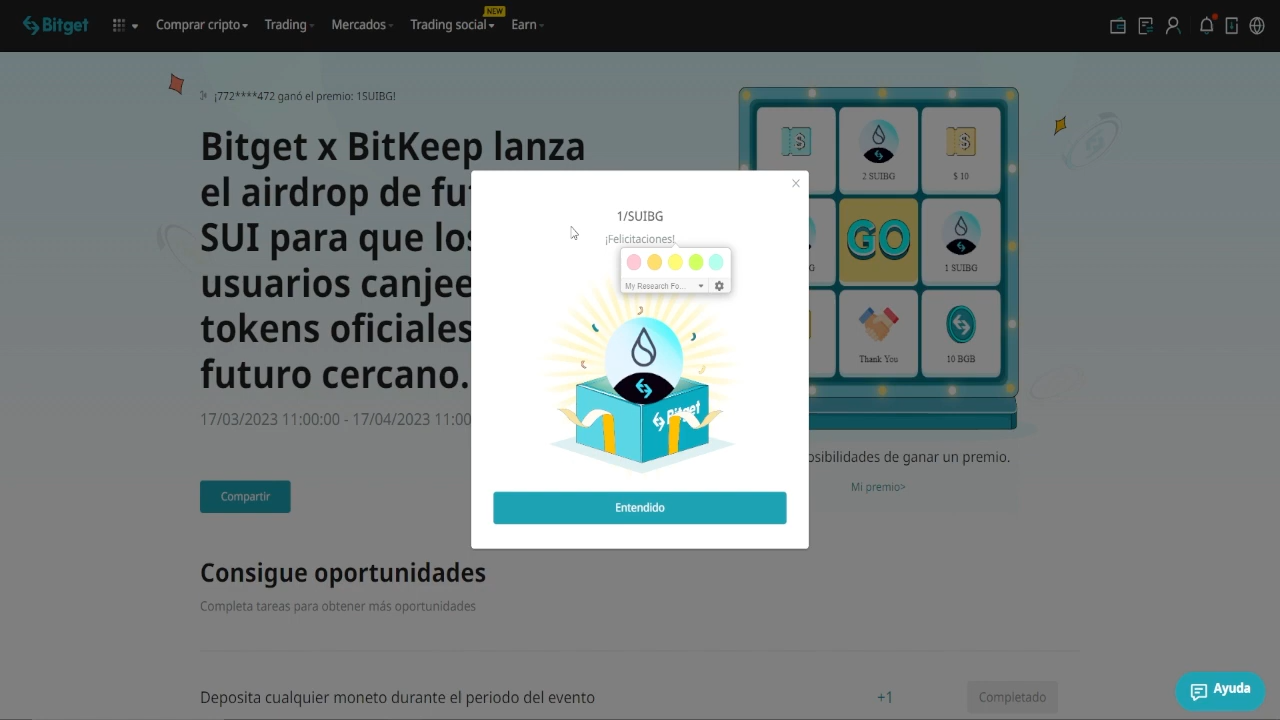 Bitget
Comprar cripto
Trading
Mercados
Trading social
NEW
Earn
¡772****472 ganó el premio: 1SUIBG!
Bitget x BitKeep lanza
el airdrop de fu
SUI para que los
usuarios canjee
tokens oficiales
futuro cercano.
17/03/2023 11:00:00 - 17/04/2023 11:00
Compartir
2 SUIBG
$ 10
G
GO
1 SUIBG
Thank You
10 BGB
osibilidades de ganar un premio.
Mi premio>
1/SUIBG
¡Felicitaciones!
My Research Fo...
Bitget
Entendido
Consigue oportunidades
Completa tareas para obtener más oportunidades
Deposita cualquier moneto durante el periodo del evento
+1
Completado
Ayuda